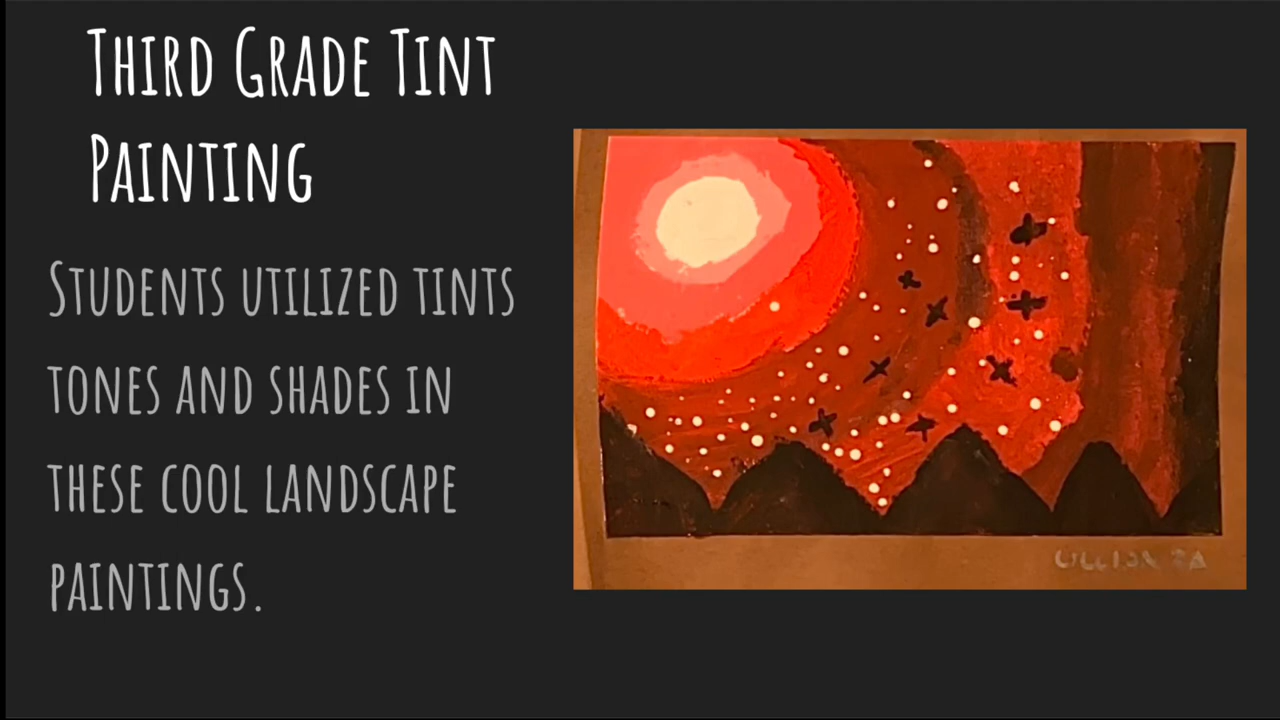 Third Grade Tint
Painting
Students utilized tints
tones and shades in
these cool landscape
paintings.